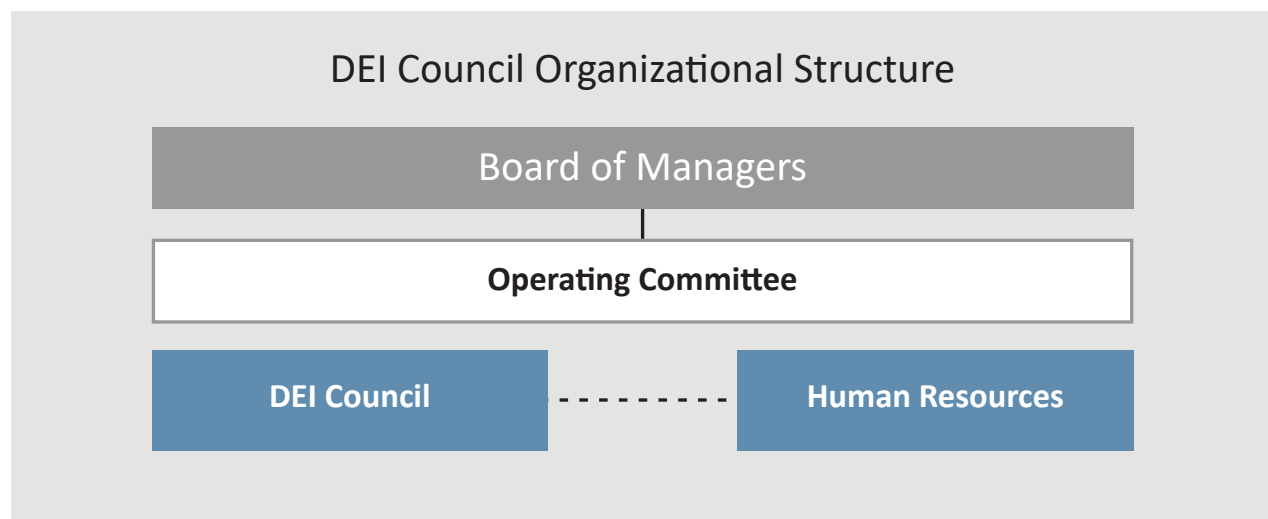 DEI Council Organizational Structure
Board of Managers
Operating Committee
DEI Council
Human Resources